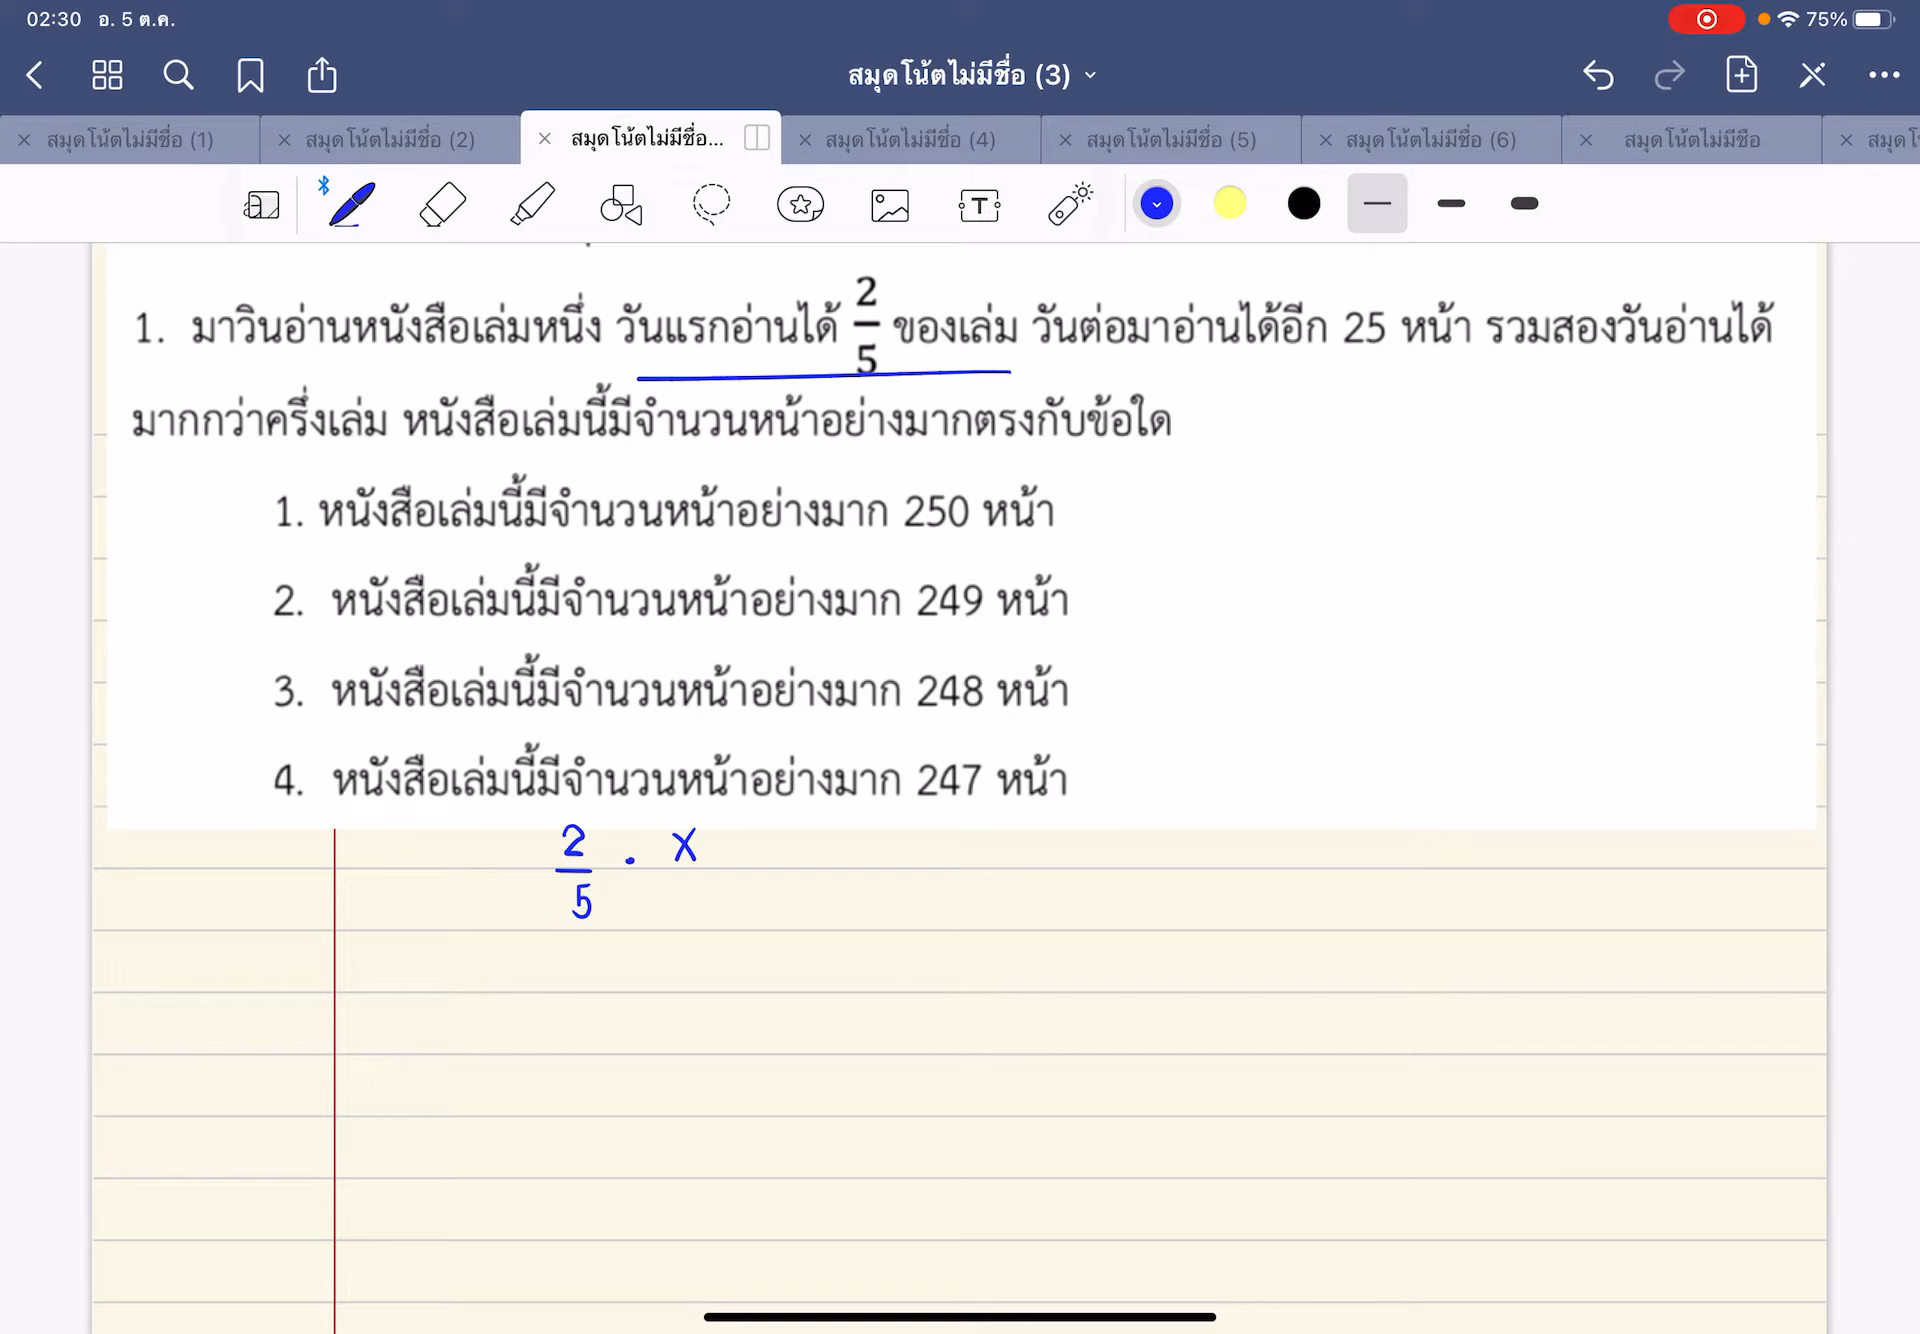 02:30 อ. 5 ต.ค.
75%
สมุดโน้ตไม่มีชื่อ (3)
สมุดโน้ตไม่มีชื่อ (1)
สมุดโน้ตไม่มีชื่อ (2)
สมุดโน้ตไม่มีชื่อ...
สมุดโน้ตไม่มีชื่อ (4)
สมุดโน้ตไม่มีชื่อ (5)
สมุดโน้ตไม่มีชื่อ (6)
สมุดโน้ตไม่มีชื่อ
1. มาวินอ่านหนังสือเล่มหนึ่ง วันแรกอ่านได้ 2/5 ของเล่ม วันต่อมาอ่านได้อีก 25 หน้า รวมสองวันอ่านได้
มากกว่าครึ่งเล่ม หนังสือเล่มนี้มีจำนวนหน้าอย่างมากตรงกับข้อใด
1. หนังสือเล่มนี้มีจำนวนหน้าอย่างมาก 250 หน้า
2. หนังสือเล่มนี้มีจำนวนหน้าอย่างมาก 249 หน้า
3. หนังสือเล่มนี้มีจำนวนหน้าอย่างมาก 248 หน้า
4. หนังสือเล่มนี้มีจำนวนหน้าอย่างมาก 247 หน้า
2/5 . x